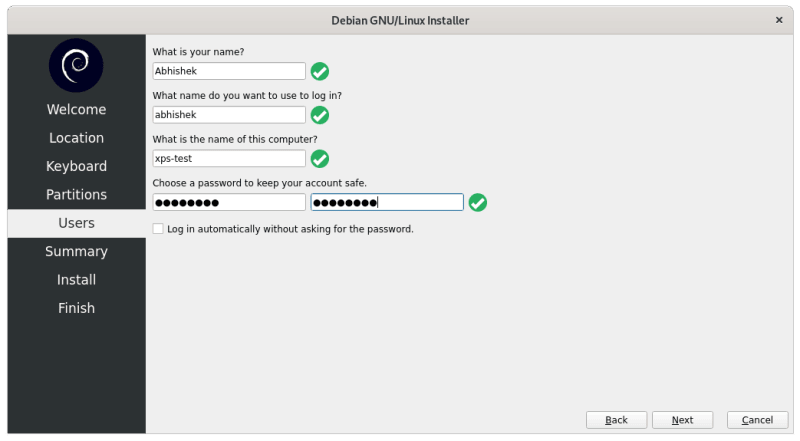 Debian GNU/Linux Installer
Welcome
Location
Keyboard
Partitions
Users
Summary
Install
Finish
What is your name?
Abhishek
What name do you want to use to log in?
abhishek
What is the name of this computer?
xps-test
Choose a password to keep your account safe.
●●●●●●●● ●●●●●●●●
Log in automatically without asking for the password.
Back Next Cancel